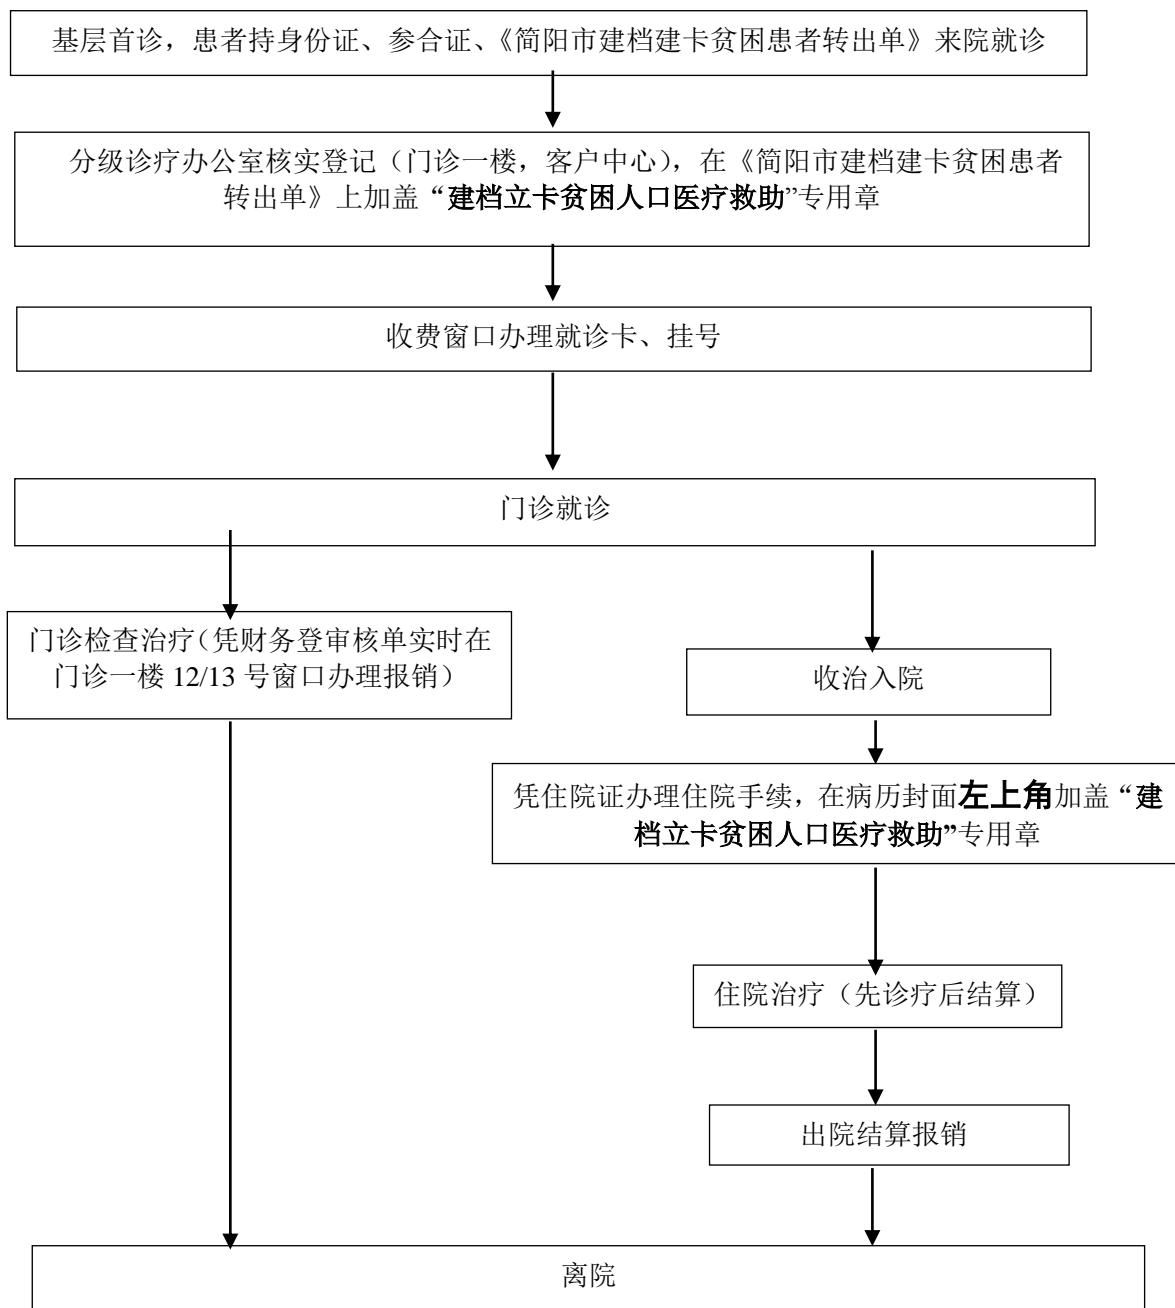 基层首诊，患者持身份证、参合证、《简阳市建档建卡贫困患者转出单》来院就诊
分级诊疗办公室核实登记（门诊一楼，客户中心），在《简阳市建档建卡贫困患者
转出单》上加盖“建档立卡贫困人口医疗救助”专用章
收费窗口办理就诊卡、挂号
门诊就诊
门诊检查治疗（凭财务登审核单实时在
门诊一楼 12/13 号窗口办理报销）
收治入院
凭住院证办理住院手续，在病历封面左上角加盖“建
档立卡贫困人口医疗救助”专用章
住院治疗（先诊疗后结算）
出院结算报销
离院